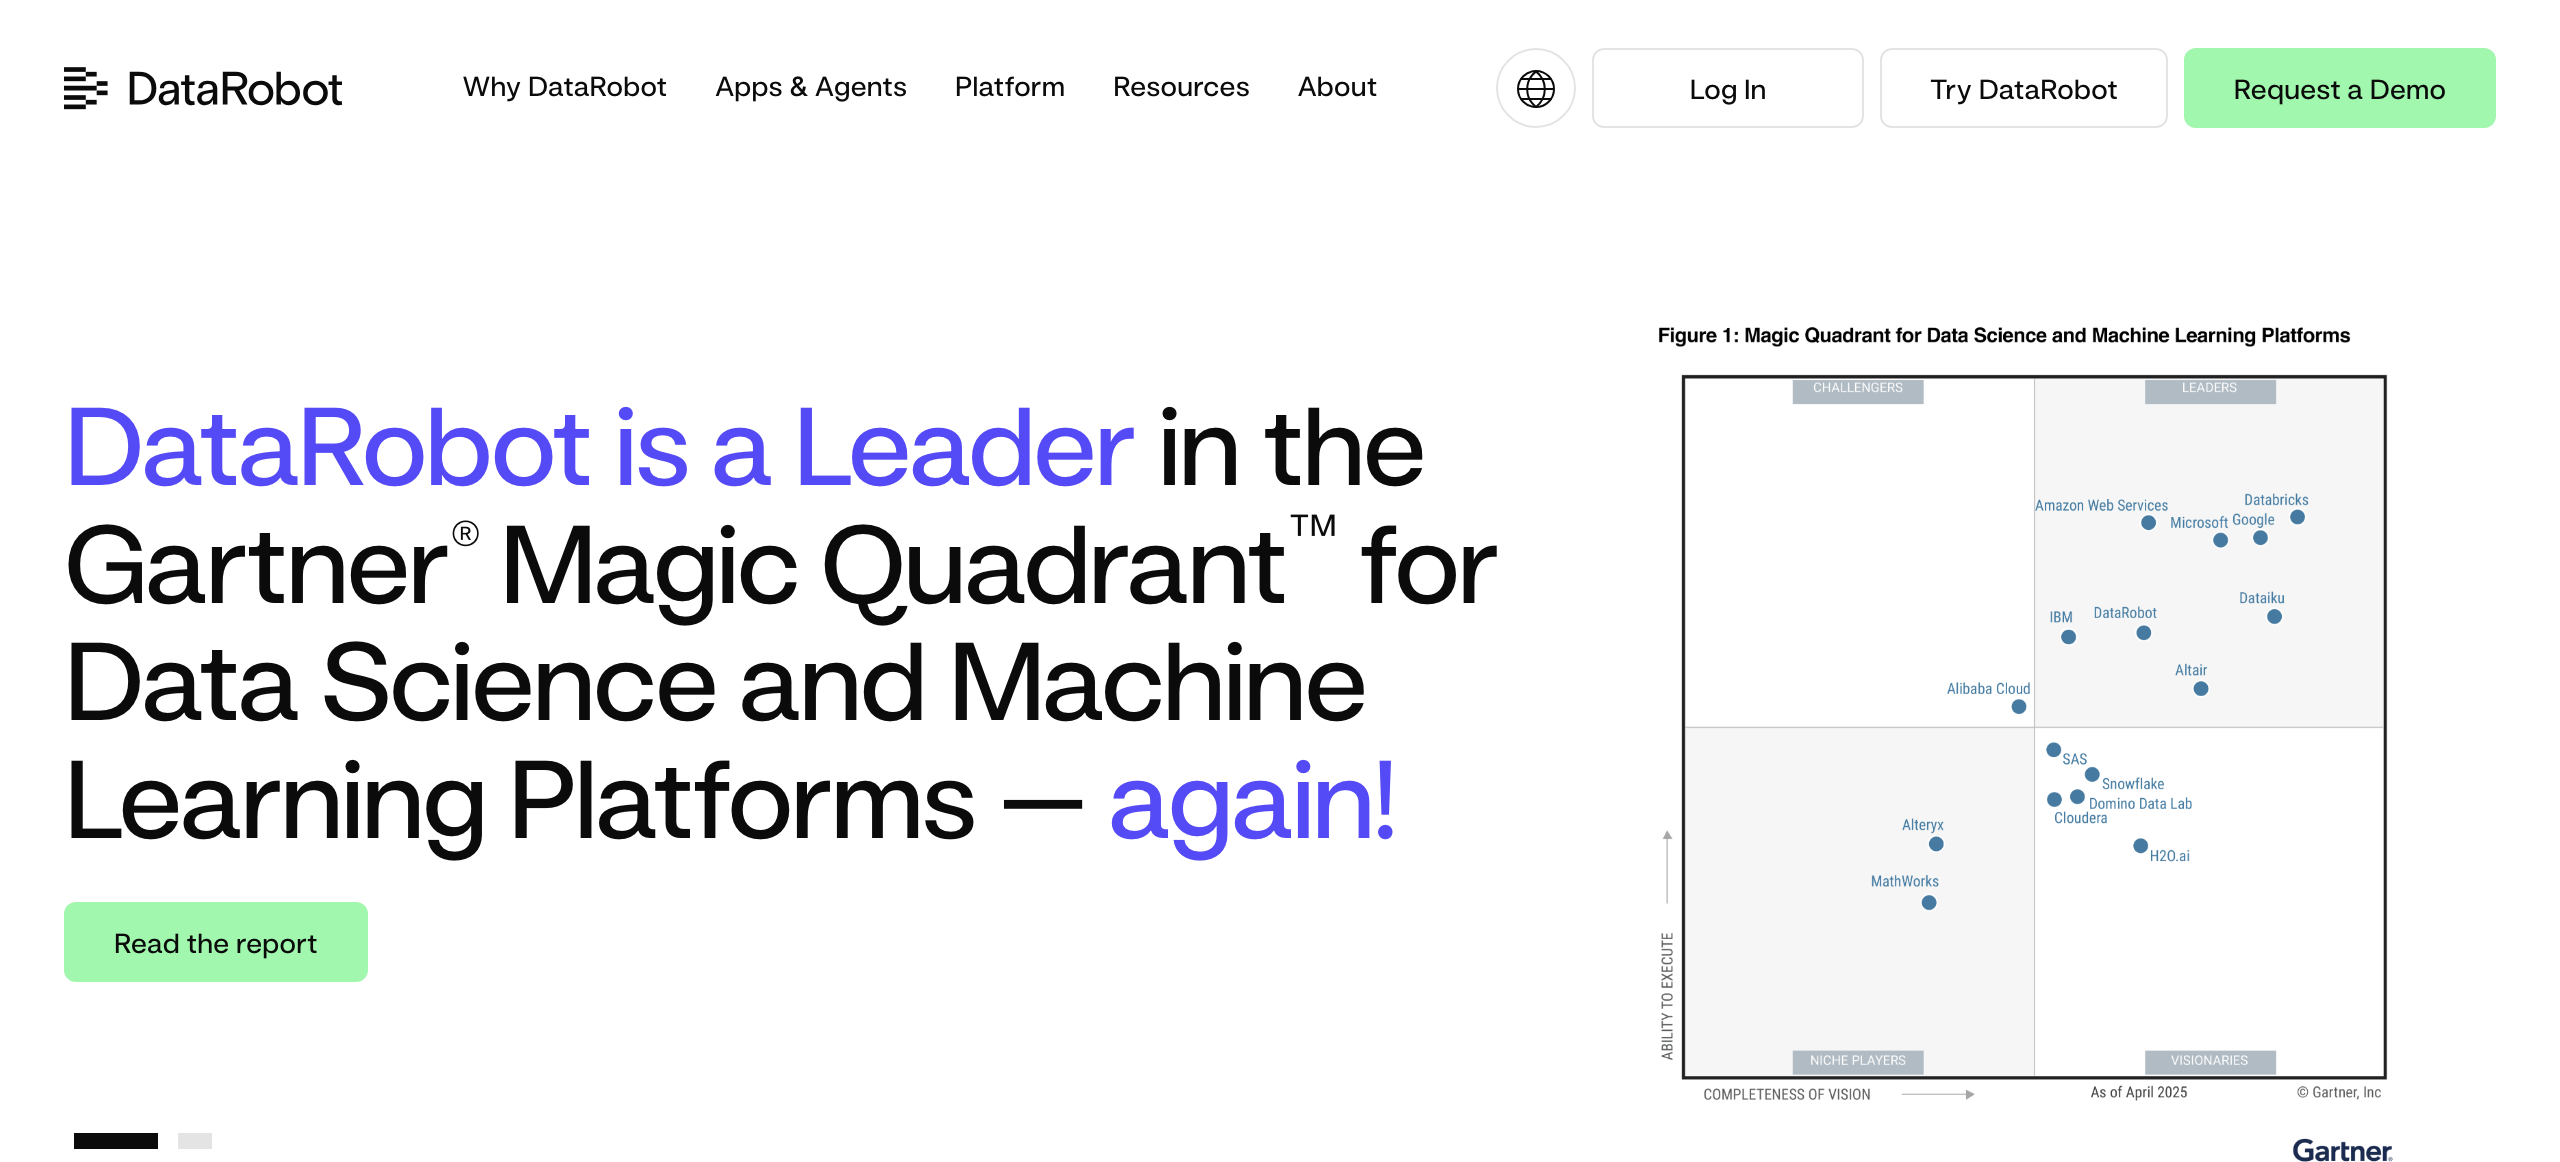 DataRobot
Why DataRobot
Apps & Agents
Platform
Resources
About
Log In
Try DataRobot
Request a Demo
DataRobot is a Leader in the
Gartner® Magic Quadrant™ for
Data Science and Machine
Learning Platforms — again!
Read the report
Figure 1: Magic Quadrant for Data Science and Machine Learning Platforms
CHALLENGERS
LEADERS
Databricks
Amazon Web Services
Microsoft
Google
Dataiku
IBM
DataRobot
Altair
Alibaba Cloud
SAS
Snowflake
Domino Data Lab
Cloudera
Alteryx
H2O.ai
MathWorks
ABILITY TO EXECUTE
NICHE PLAYERS
VISIONARIES
COMPLETENESS OF VISION
As of April 2025
© Gartner, Inc
Gartner